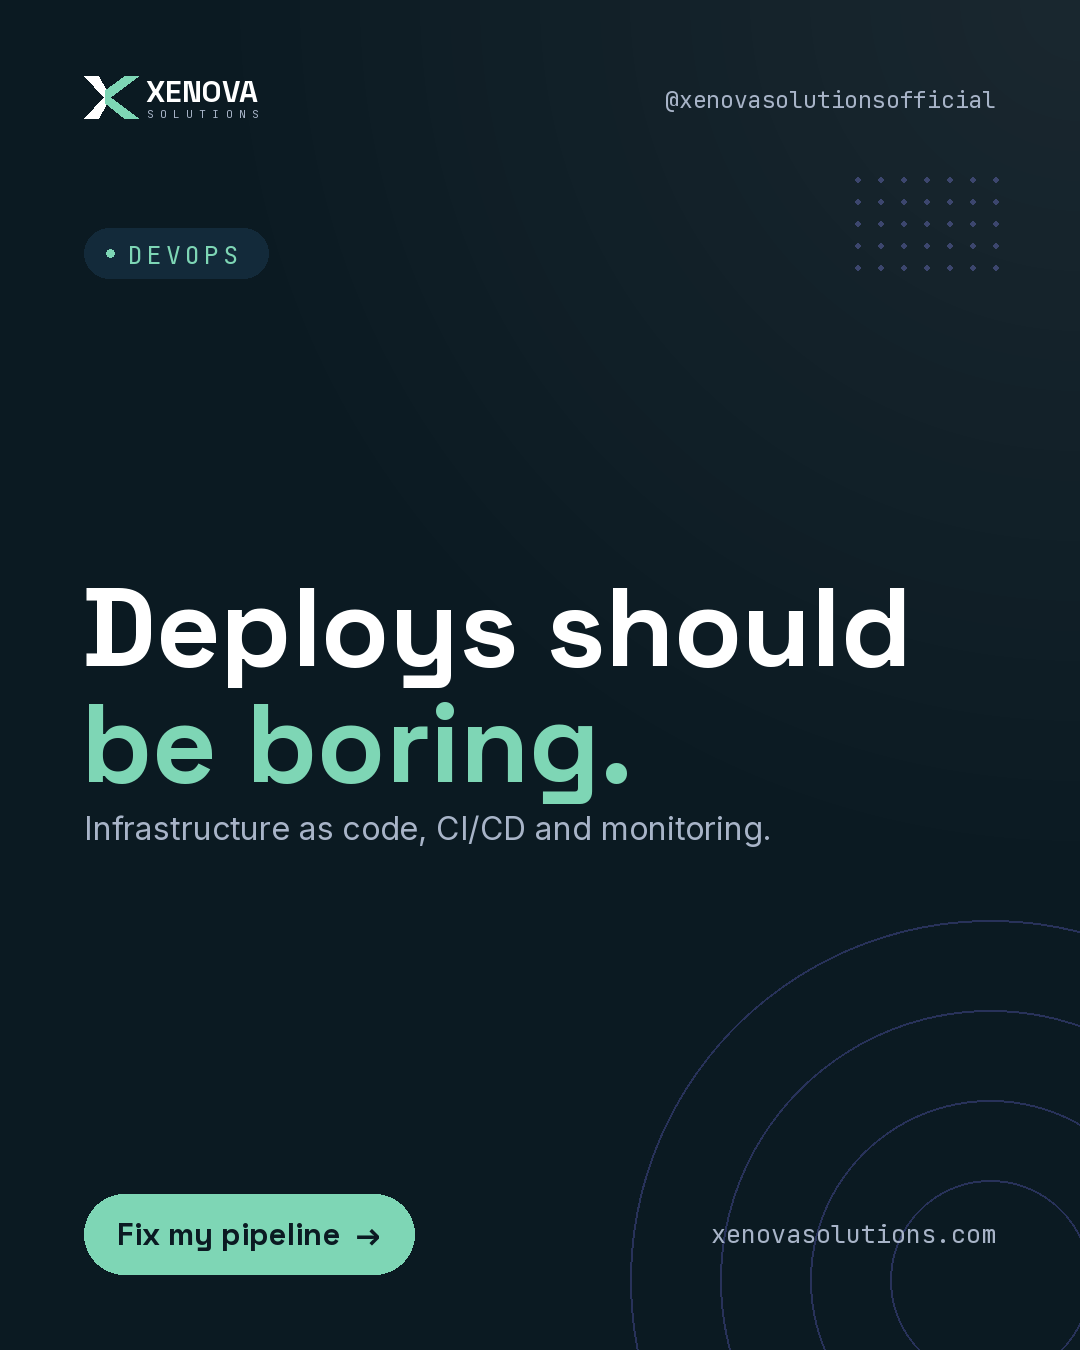 XENOVA
SOLUTIONS
@xenovasolutionsofficial
DEVOPS
Deploys should
be boring.
Infrastructure as code, CI/CD and monitoring.
Fix my pipeline →
xenovasolutions.com